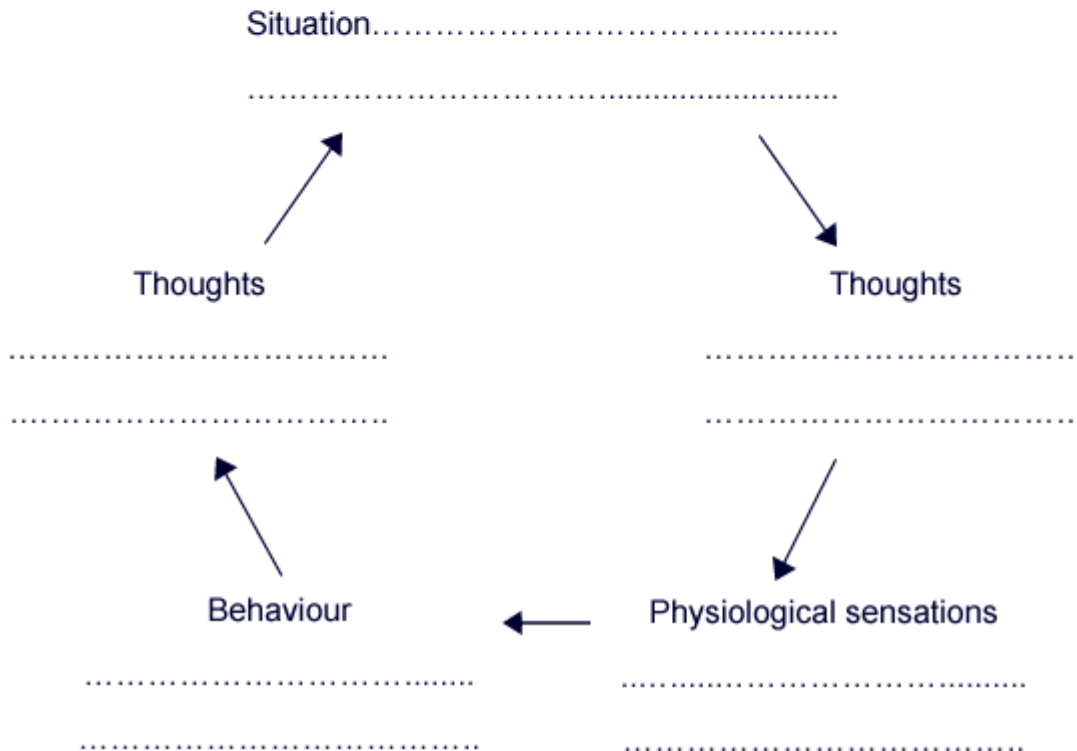 Situation……………………………….............
……………………………….........................
Thoughts
Thoughts
………………………………
………………………………
………………………………
………………………………
Behaviour
Physiological sensations
…………………………........
..………………………........
………………………………..
………………………………..